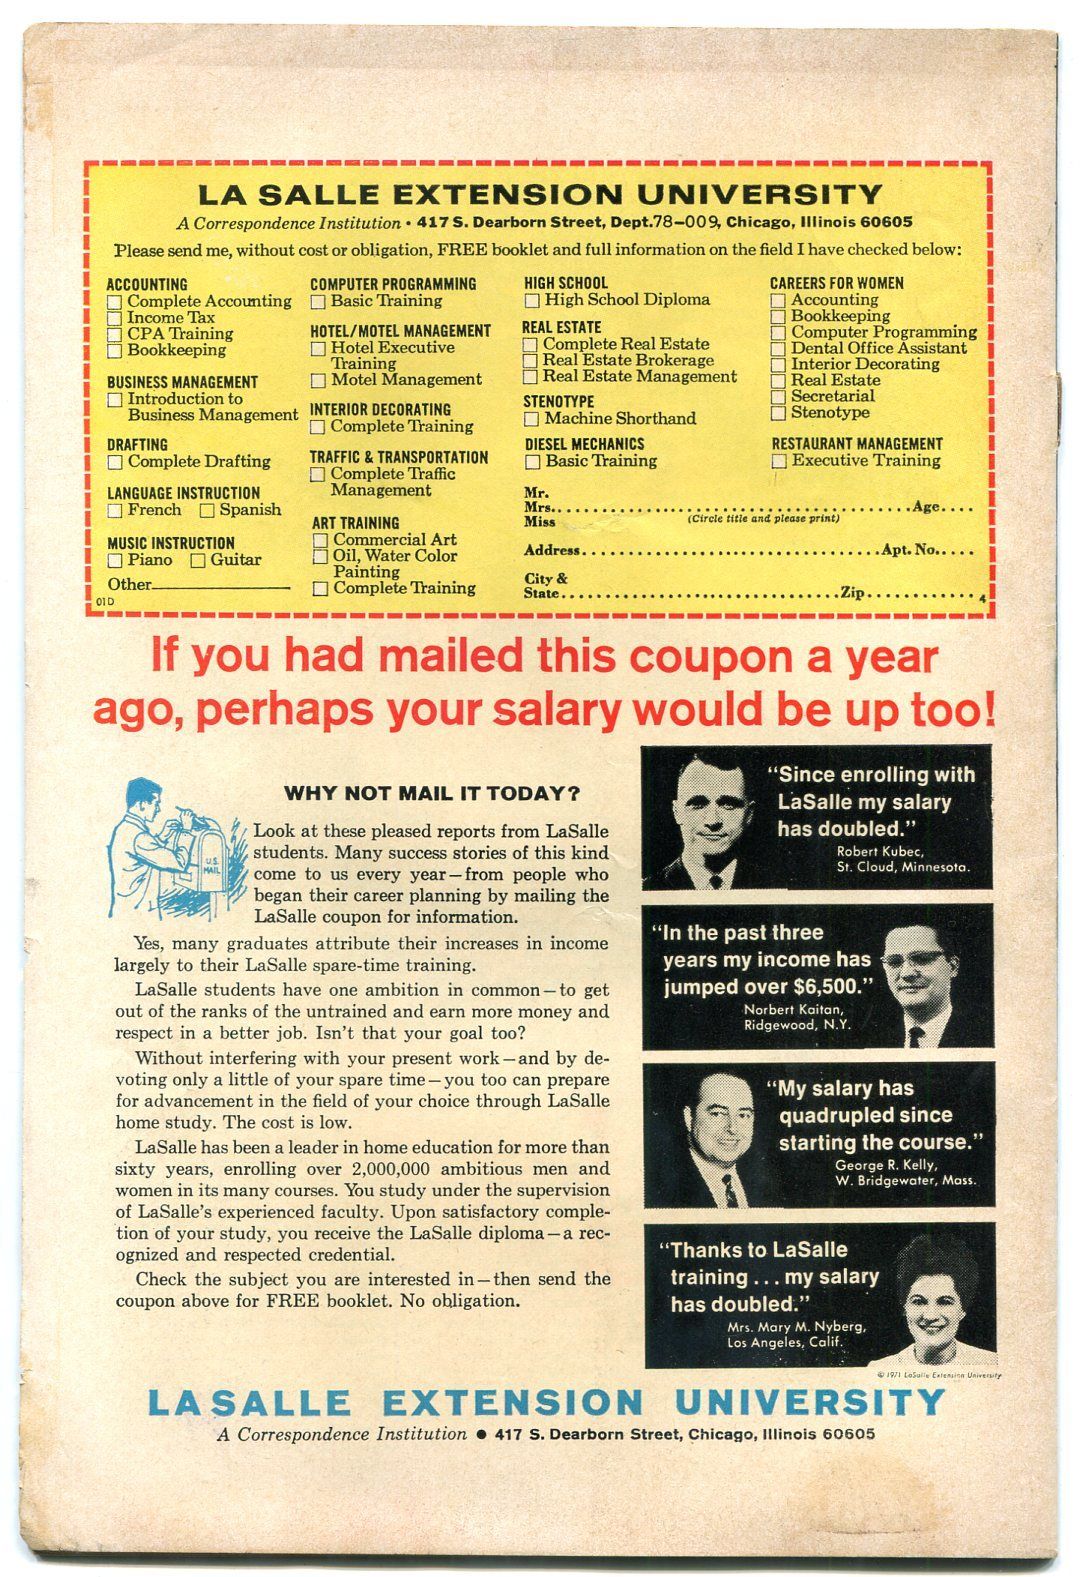 LA SALLE EXTENSION UNIVERSITY
A Correspondence Institution • 417 S. Dearborn Street, Dept. 78-009, Chicago, Illinois 60605
Please send me, without cost or obligation, FREE booklet and full information on the field I have checked below:
ACCOUNTING
Complete Accounting
Income Tax
CPA Training
Bookkeeping
BUSINESS MANAGEMENT
Introduction to
Business Management
DRAFTING
Complete Drafting
LANGUAGE INSTRUCTION
French Spanish
MUSIC INSTRUCTION
Piano Guitar
Other
01D
COMPUTER PROGRAMMING
Basic Training
HOTEL/MOTEL MANAGEMENT
Hotel Executive
Training
Motel Management
INTERIOR DECORATING
Complete Training
TRAFFIC & TRANSPORTATION
Complete Traffic
Management
ART TRAINING
Commercial Art
Oil, Water Color
Painting
Complete Training
HIGH SCHOOL
High School Diploma
REAL ESTATE
Complete Real Estate
Real Estate Brokerage
Real Estate Management
STENOTYPE
Machine Shorthand
DIESEL MECHANICS
Basic Training
CAREERS FOR WOMEN
Accounting
Bookkeeping
Computer Programming
Dental Office Assistant
Interior Decorating
Real Estate
Secretarial
Stenotype
RESTAURANT MANAGEMENT
Executive Training
Mr.
Mrs. Age
Miss (Circle title and please print)
Address Apt. No.
City &
State Zip
4
If you had mailed this coupon a year
ago, perhaps your salary would be up too!
WHY NOT MAIL IT TODAY?
U.S.
MAIL
Look at these pleased reports from LaSalle
students. Many success stories of this kind
come to us every year—from people who
began their career planning by mailing the
LaSalle coupon for information.
Yes, many graduates attribute their increases in income
largely to their LaSalle spare-time training.
LaSalle students have one ambition in common—to get
out of the ranks of the untrained and earn more money and
respect in a better job. Isn't that your goal too?
Without interfering with your present work—and by de-
voting only a little of your spare time—you too can prepare
for advancement in the field of your choice through LaSalle
home study. The cost is low.
LaSalle has been a leader in home education for more than
sixty years, enrolling over 2,000,000 ambitious men and
women in its many courses. You study under the supervision
of LaSalle's experienced faculty. Upon satisfactory comple-
tion of your study, you receive the LaSalle diploma—a rec-
ognized and respected credential.
Check the subject you are interested in—then send the
coupon above for FREE booklet. No obligation.
"Since enrolling with
LaSalle my salary
has doubled."
Robert Kubec,
St. Cloud, Minnesota.
"In the past three
years my income has
jumped over $6,500."
Norbert Kaitan,
Ridgewood, N.Y.
"My salary has
quadrupled since
starting the course."
George R. Kelly,
W. Bridgewater, Mass.
"Thanks to LaSalle
training . . . my salary
has doubled."
Mrs. Mary M. Nyberg,
Los Angeles, Calif.
© 1971 LaSalle Extension University
LA SALLE EXTENSION UNIVERSITY
A Correspondence Institution • 417 S. Dearborn Street, Chicago, Illinois 60605